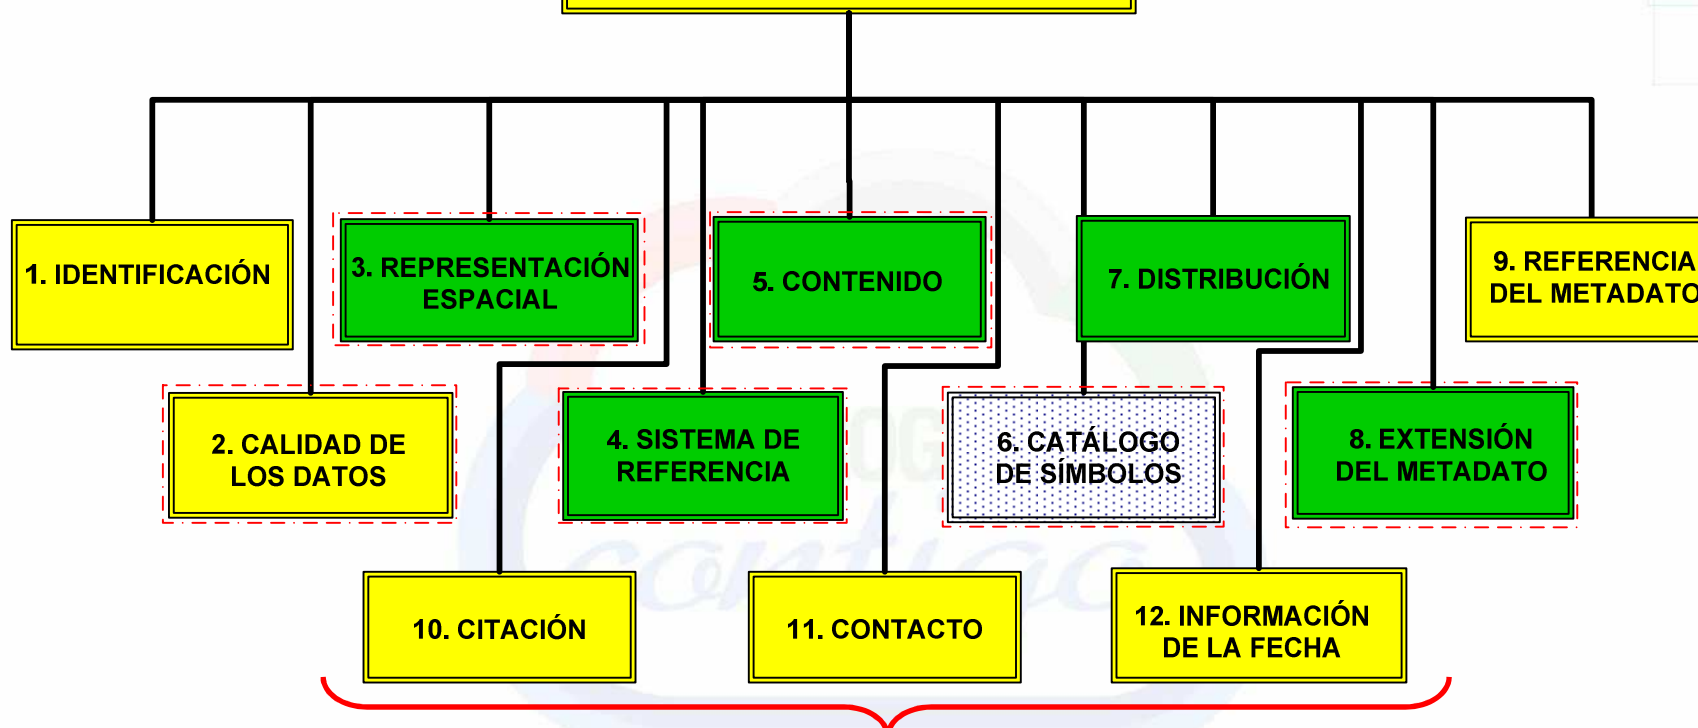 1. IDENTIFICACIÓN
3. REPRESENTACIÓN
ESPACIAL
5. CONTENIDO
7. DISTRIBUCIÓN
9. REFERENCIA
DEL METADATO
2. CALIDAD DE
LOS DATOS
4. SISTEMA DE
REFERENCIA
6. CATÁLOGO
DE SÍMBOLOS
8. EXTENSIÓN
DEL METADATO
10. CITACIÓN
11. CONTACTO
12. INFORMACIÓN
DE LA FECHA
contigo